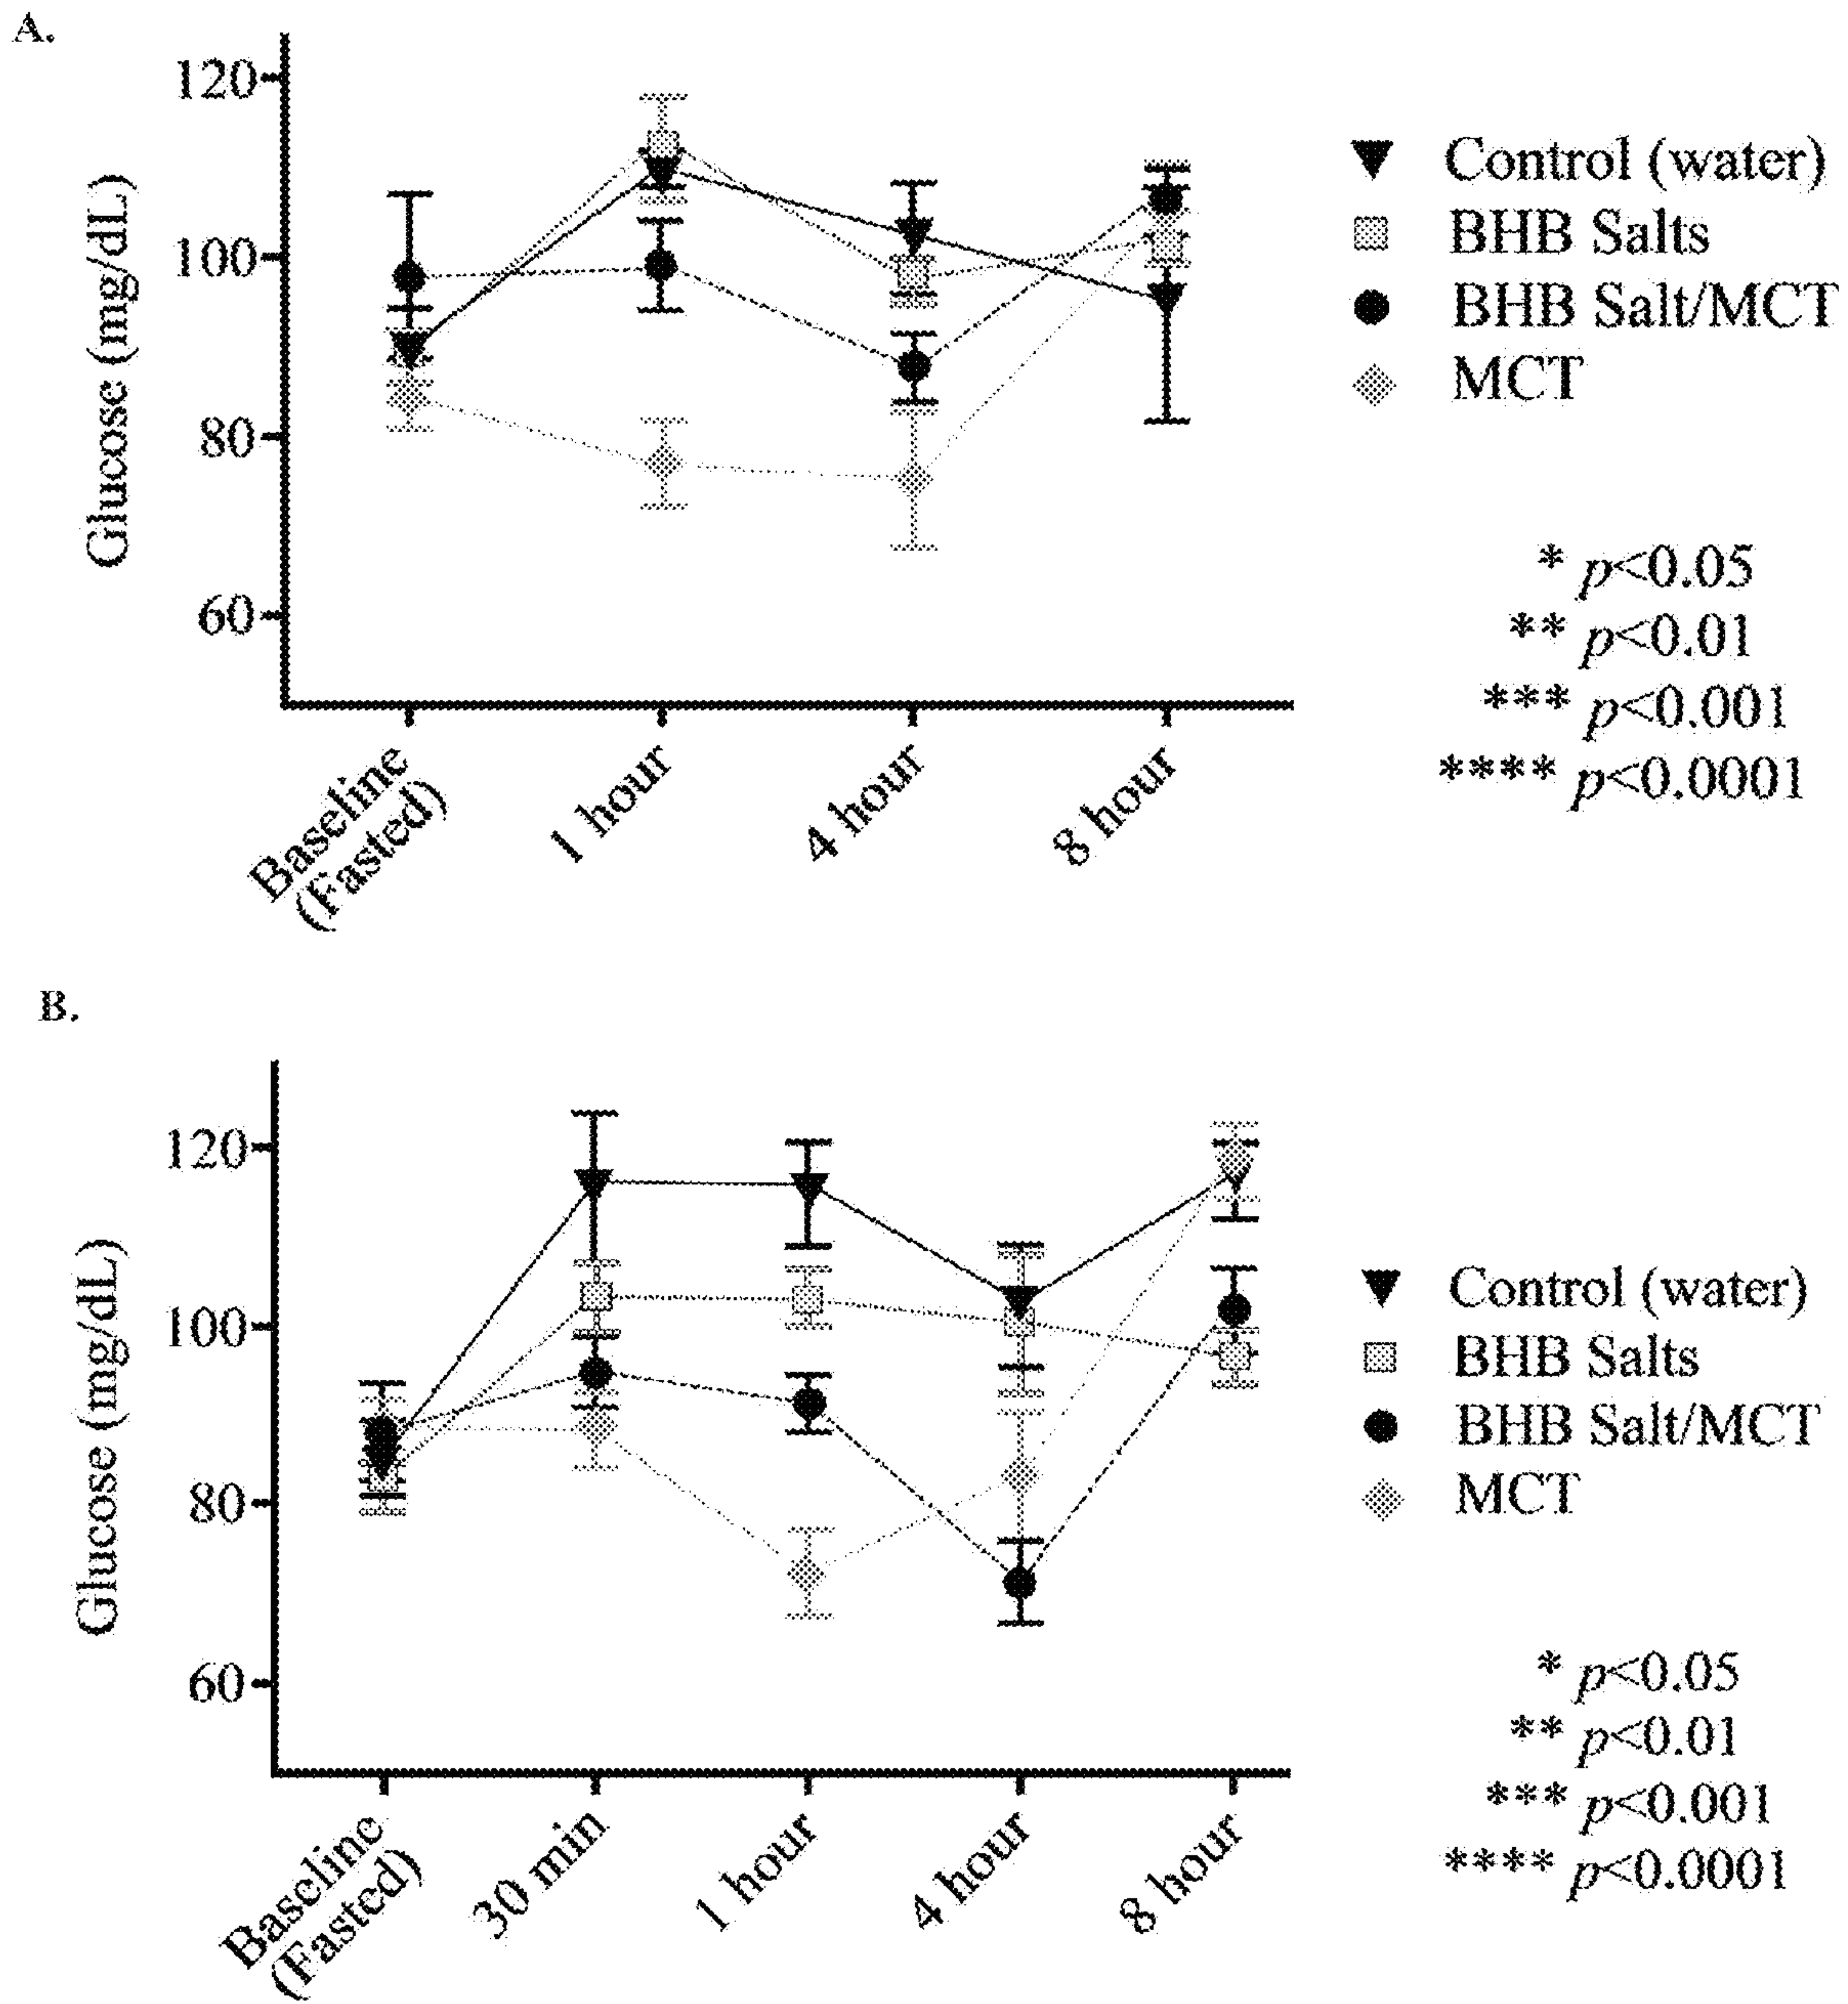 A.
120
100
80
60
Glucose (mg/dL)
Baseline
(Fasted)
1 hour
4 hour
8 hour
Control (water)
BHB Salts
BHB Salt/MCT
MCT
* p<0.05
** p<0.01
*** p<0.001
**** p<0.0001
B.
120
100
80
60
Glucose (mg/dL)
Baseline
(Fasted)
30 min
1 hour
4 hour
8 hour
Control (water)
BHB Salts
BHB Salt/MCT
MCT
* p<0.05
** p<0.01
*** p<0.001
**** p<0.0001